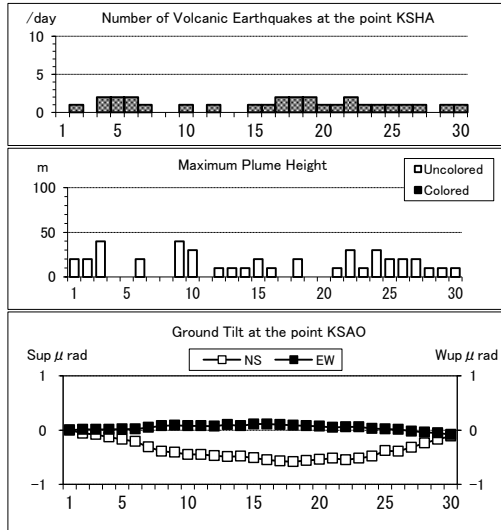 Number of Volcanic Earthquakes at the point KSHA
/day
10
5
0
1 5 10 15 20 25 30
Maximum Plume Height
m
Uncolored
Colored
100
50
0
1 5 10 15 20 25 30
Ground Tilt at the point KSAO
Sup μ rad
NS EW
Wup μ rad
1 1
0 0
-1 -1
1 5 10 15 20 25 30